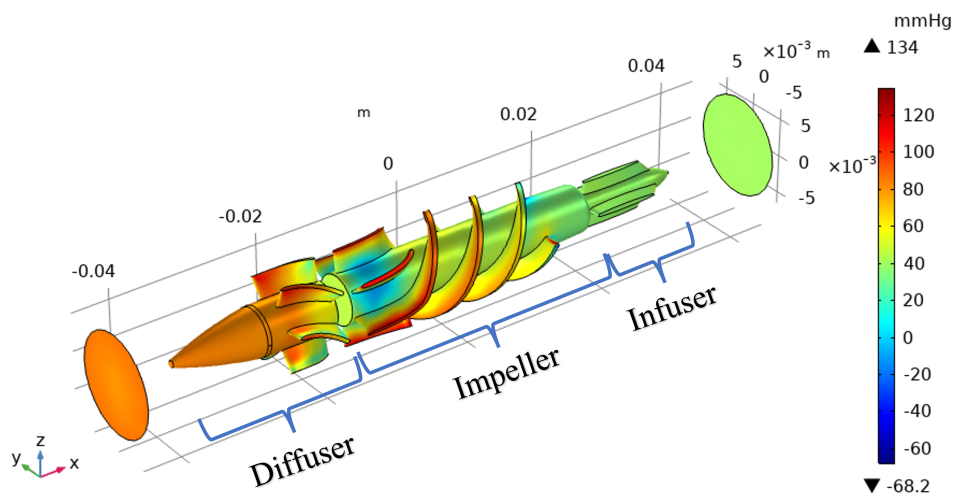 mmHg
▲ 134
120
100
80
60
40
20
0
-20
-40
-60
▼ -68.2
×10⁻³ m
5
0
-5
5
0
-5
×10⁻³
m
0.04
0.02
0
-0.02
-0.04
Diffuser
Impeller
Infuser
z
y
x